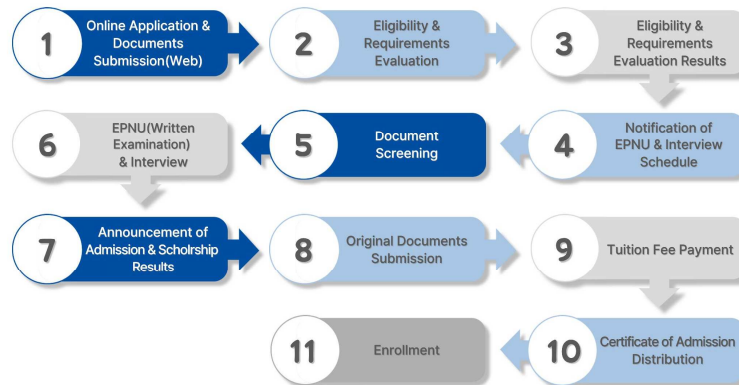 1
Online Application &
Documents
Submission(Web)
2
Eligibility &
Requirements
Evaluation
3
Eligibility &
Requirements
Evaluation Results
4
Notification of
EPNU & Interview
Schedule
5
Document
Screening
6
EPNU(Written
Examination)
& Interview
7
Announcement of
Admission & Scholrship
Results
8
Original Documents
Submission
9
Tuition Fee Payment
10
Certificate of Admission
Distribution
11
Enrollment